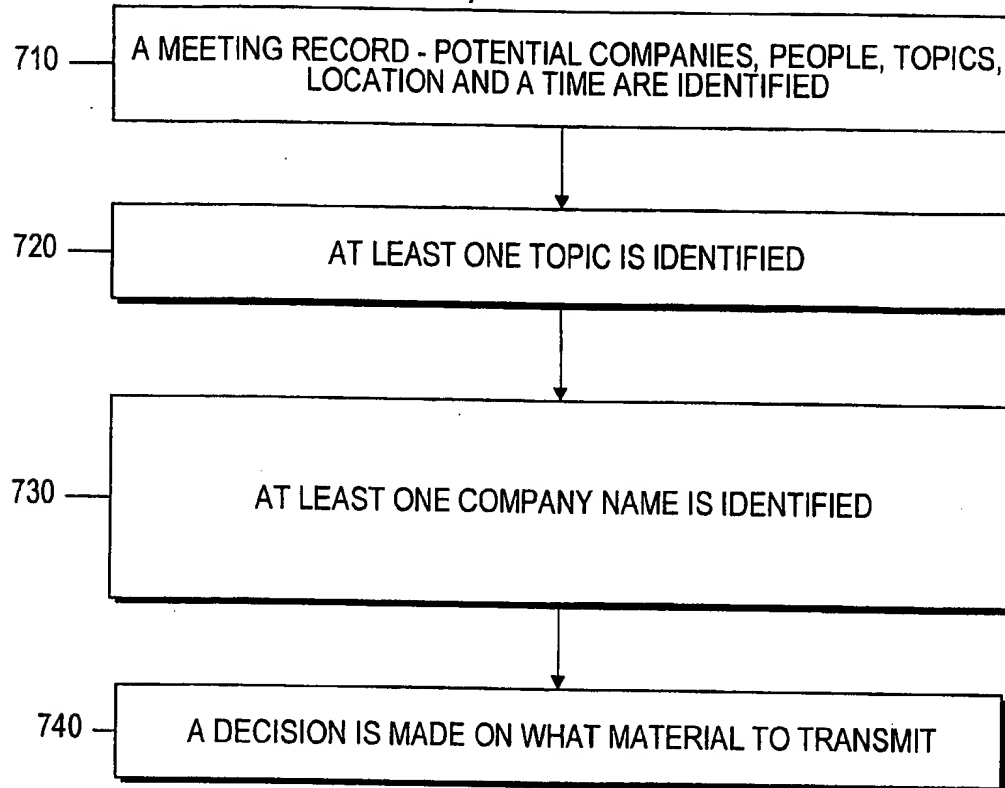 710
A MEETING RECORD - POTENTIAL COMPANIES, PEOPLE, TOPICS,
LOCATION AND A TIME ARE IDENTIFIED
720
AT LEAST ONE TOPIC IS IDENTIFIED
730
AT LEAST ONE COMPANY NAME IS IDENTIFIED
740
A DECISION IS MADE ON WHAT MATERIAL TO TRANSMIT